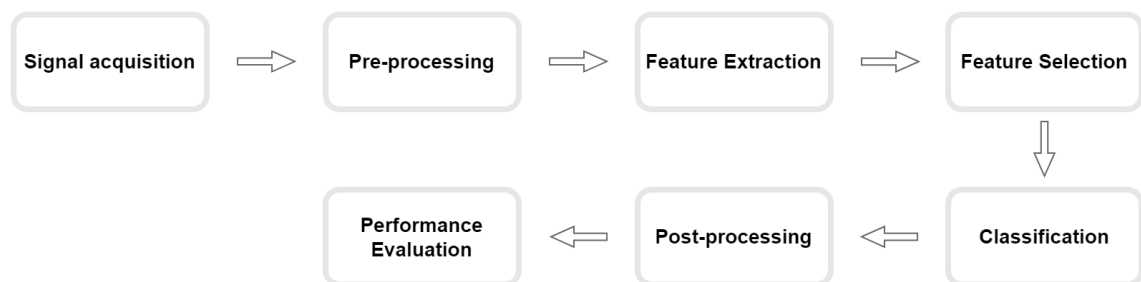 Signal acquisition
Pre-processing
Feature Extraction
Feature Selection
Classification
Post-processing
Performance
Evaluation